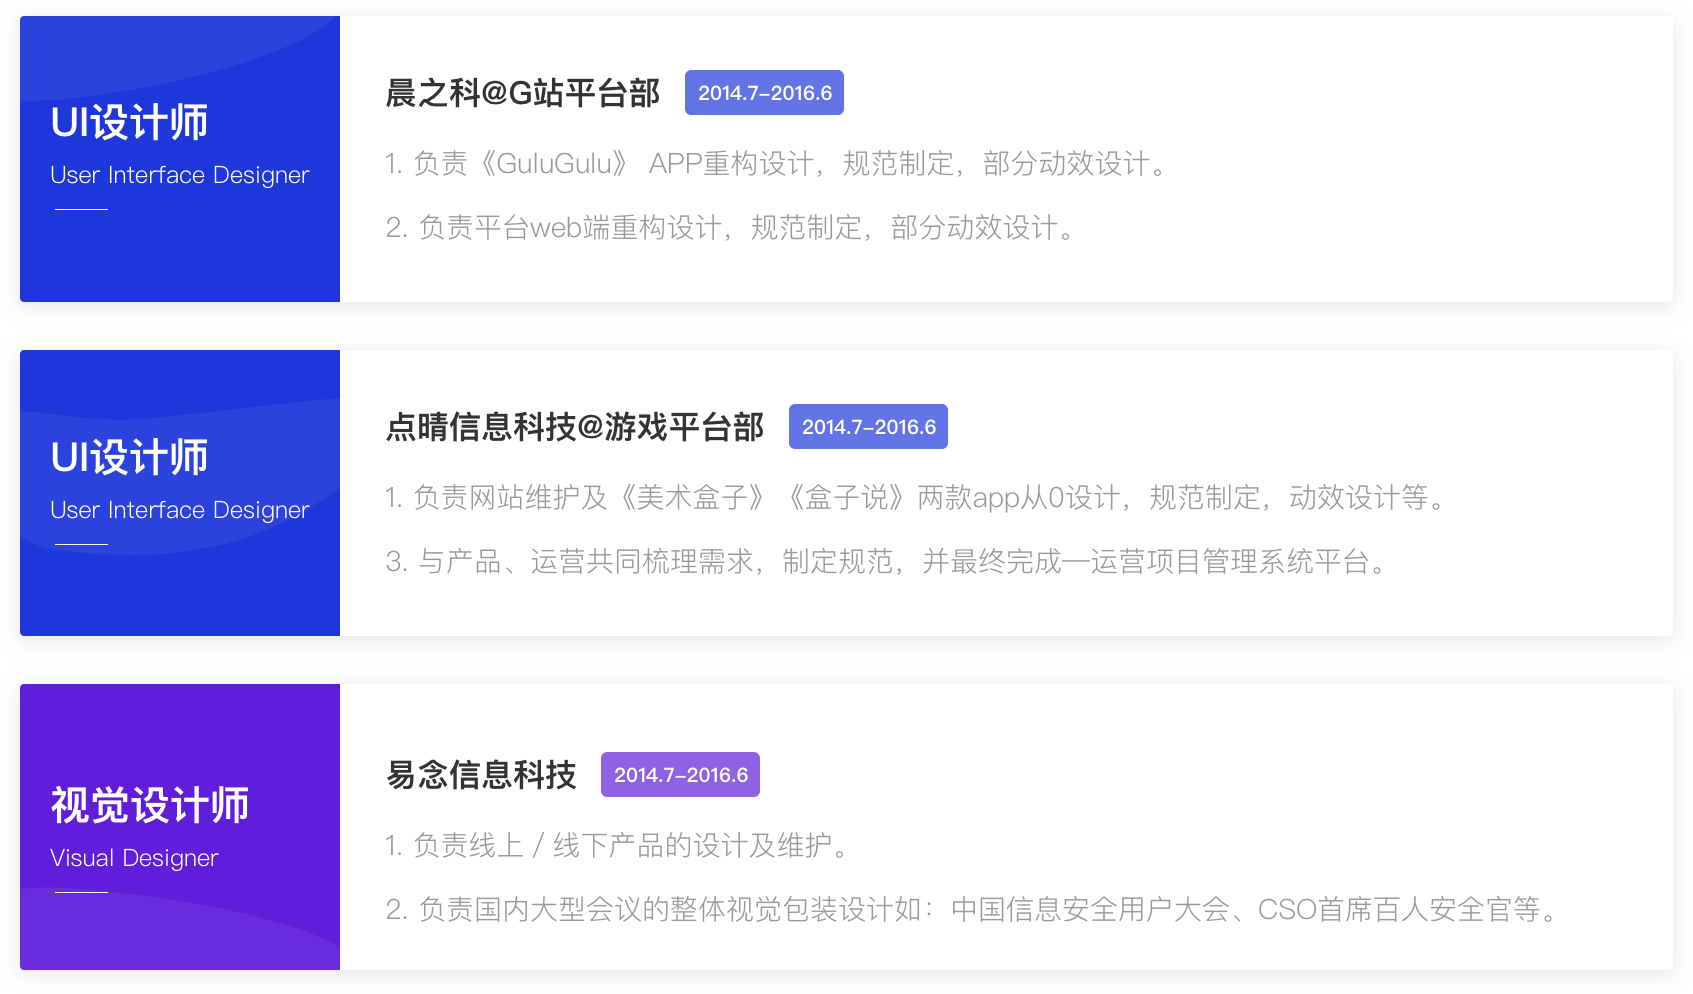 UI设计师
User Interface Designer
晨之科@G站平台部 2014.7-2016.6
1. 负责《GuluGulu》 APP重构设计，规范制定，部分动效设计。
2. 负责平台web端重构设计，规范制定，部分动效设计。
UI设计师
User Interface Designer
点晴信息科技@游戏平台部 2014.7-2016.6
1. 负责网站维护及《美术盒子》《盒子说》两款app从0设计，规范制定，动效设计等。
3. 与产品、运营共同梳理需求，制定规范，并最终完成—运营项目管理系统平台。
视觉设计师
Visual Designer
易念信息科技 2014.7-2016.6
1. 负责线上 / 线下产品的设计及维护。
2. 负责国内大型会议的整体视觉包装设计如：中国信息安全用户大会、CSO首席百人安全官等。